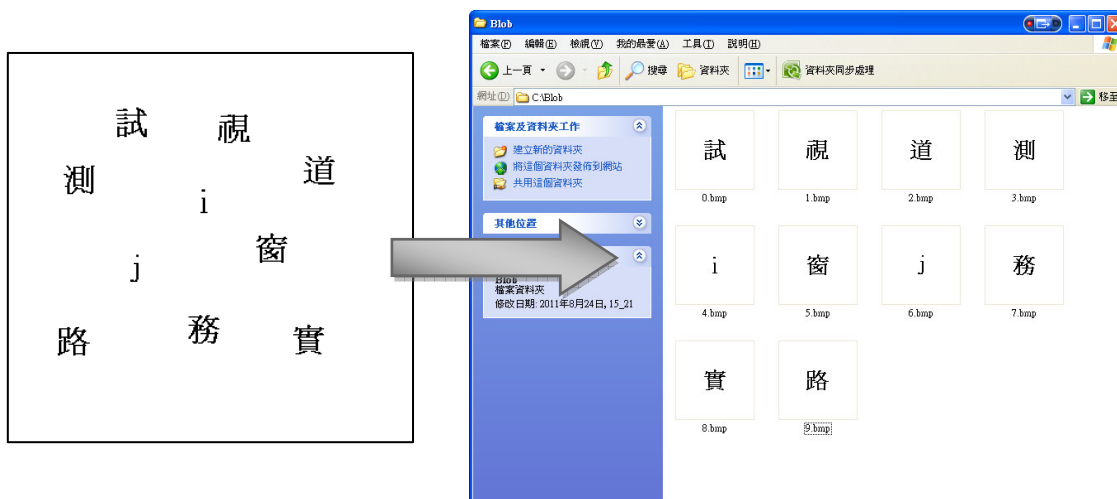 試
視
道
測
i
窗
j
務
路
實
Blob
檔案(F) 編輯(E) 檢視(V) 我的最愛(A) 工具(T) 說明(H)
上一頁 搜尋 資料夾 資料夾同步處理
網址(D) C:\Blob 移至
檔案及資料夾工作
建立新的資料夾
將這個資料夾發佈到網站
共用這個資料夾
其他位置
Blob
檔案資料夾
修改日期: 2011年8月24日, 15_21
試 視 道 測
0.bmp 1.bmp 2.bmp 3.bmp
i 窗 j 務
4.bmp 5.bmp 6.bmp 7.bmp
實 路
8.bmp 9.bmp